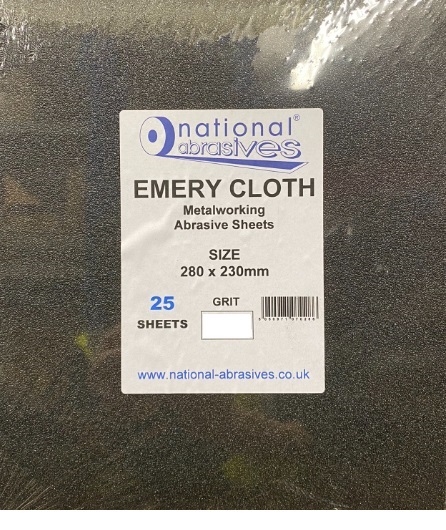 national®
abrasives
EMERY CLOTH
Metalworking
Abrasive Sheets
SIZE
280 x 230mm
25
SHEETS
GRIT
www.national-abrasives.co.uk